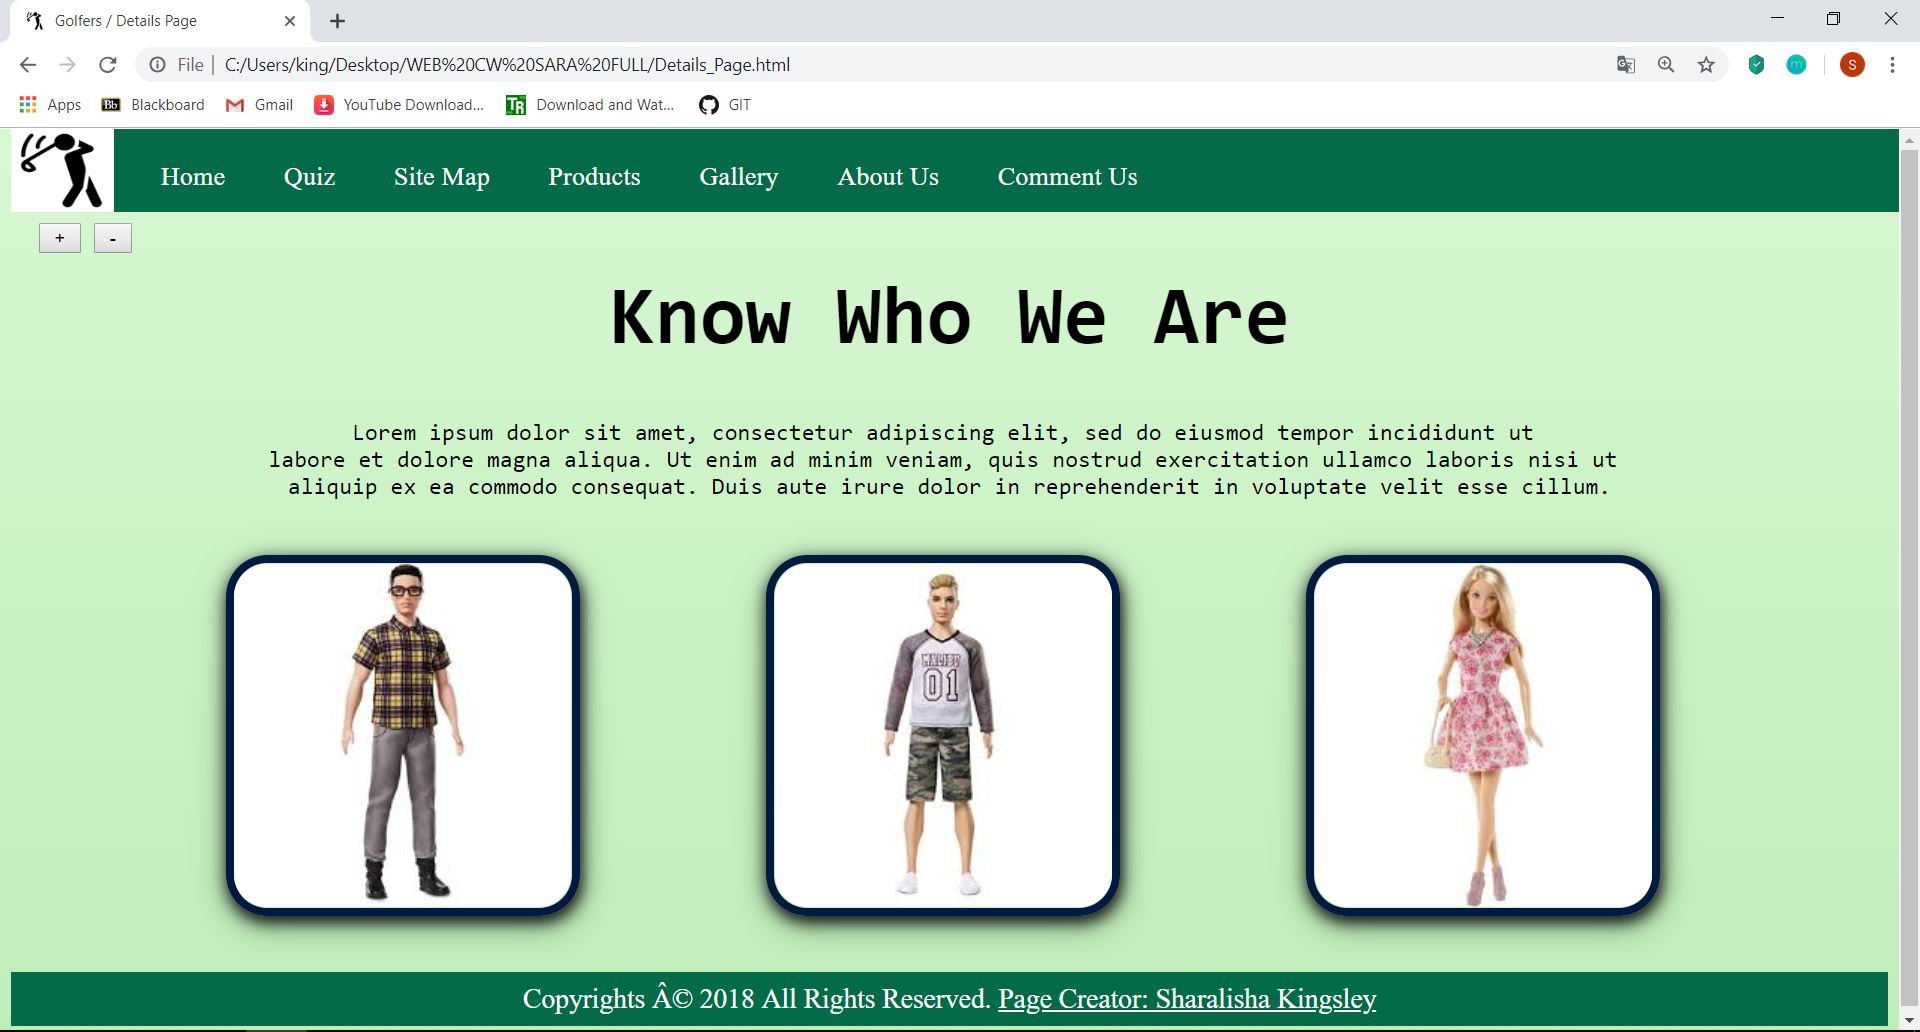 Golfers / Details Page
File | C:/Users/king/Desktop/WEB%20CW%20SARA%20FULL/Details_Page.html
S
Apps Bb Blackboard Gmail YouTube Download... TR Download and Wat... GIT
Home Quiz Site Map Products Gallery About Us Comment Us
+ -
Know Who We Are
Lorem ipsum dolor sit amet, consectetur adipiscing elit, sed do eiusmod tempor incididunt ut
labore et dolore magna aliqua. Ut enim ad minim veniam, quis nostrud exercitation ullamco laboris nisi ut
aliquip ex ea commodo consequat. Duis aute irure dolor in reprehenderit in voluptate velit esse cillum.
MALIBU
01
Copyrights Â© 2018 All Rights Reserved. Page Creator: Sharalisha Kingsley